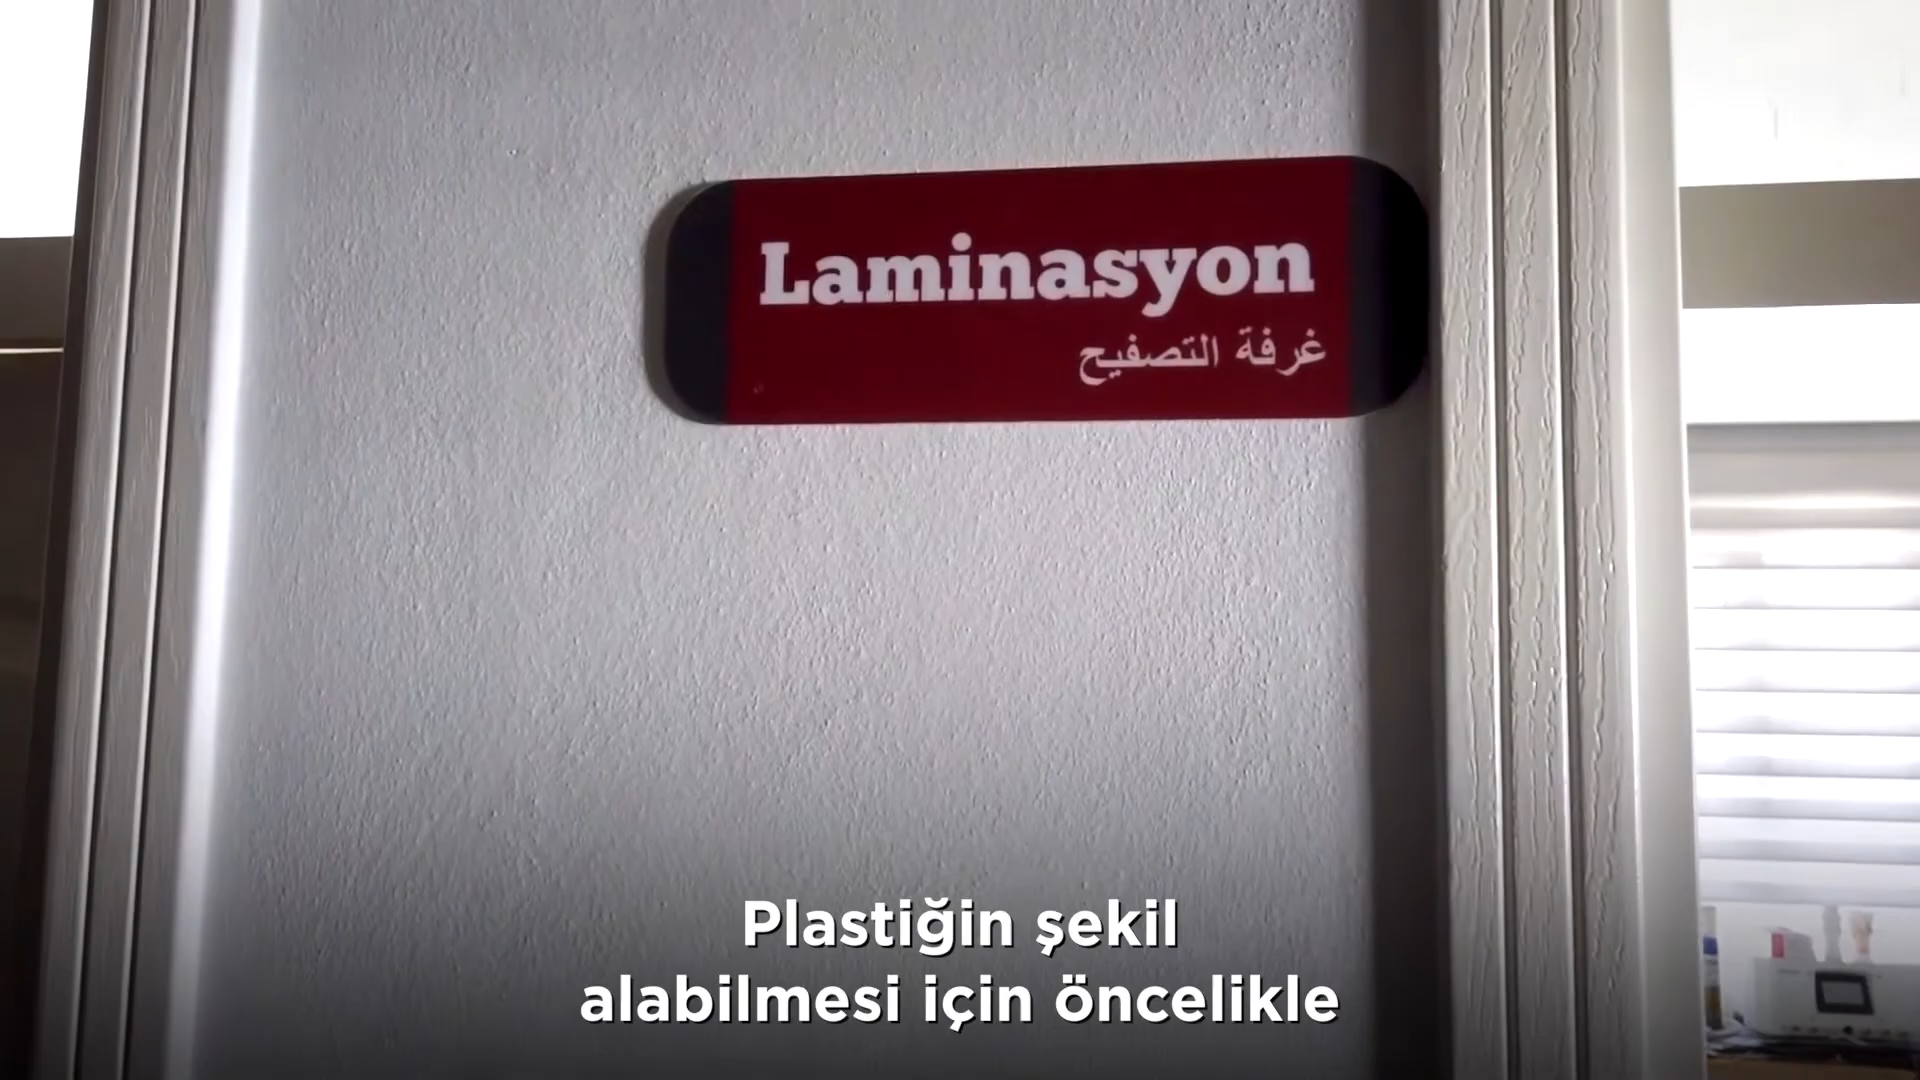 Laminasyon
غرفة التصفيح
Plastiğin şekil
alabilmesi için öncelikle